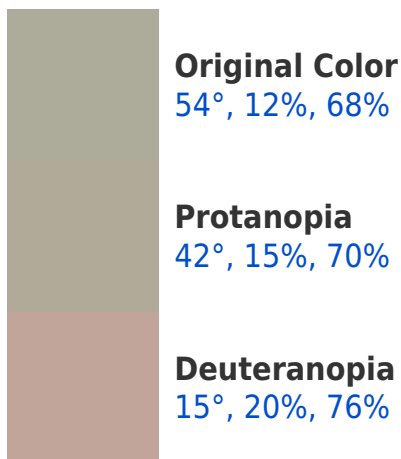 Original Color
54°, 12%, 68%
Protanopia
42°, 15%, 70%
Deuteranopia
15°, 20%, 76%